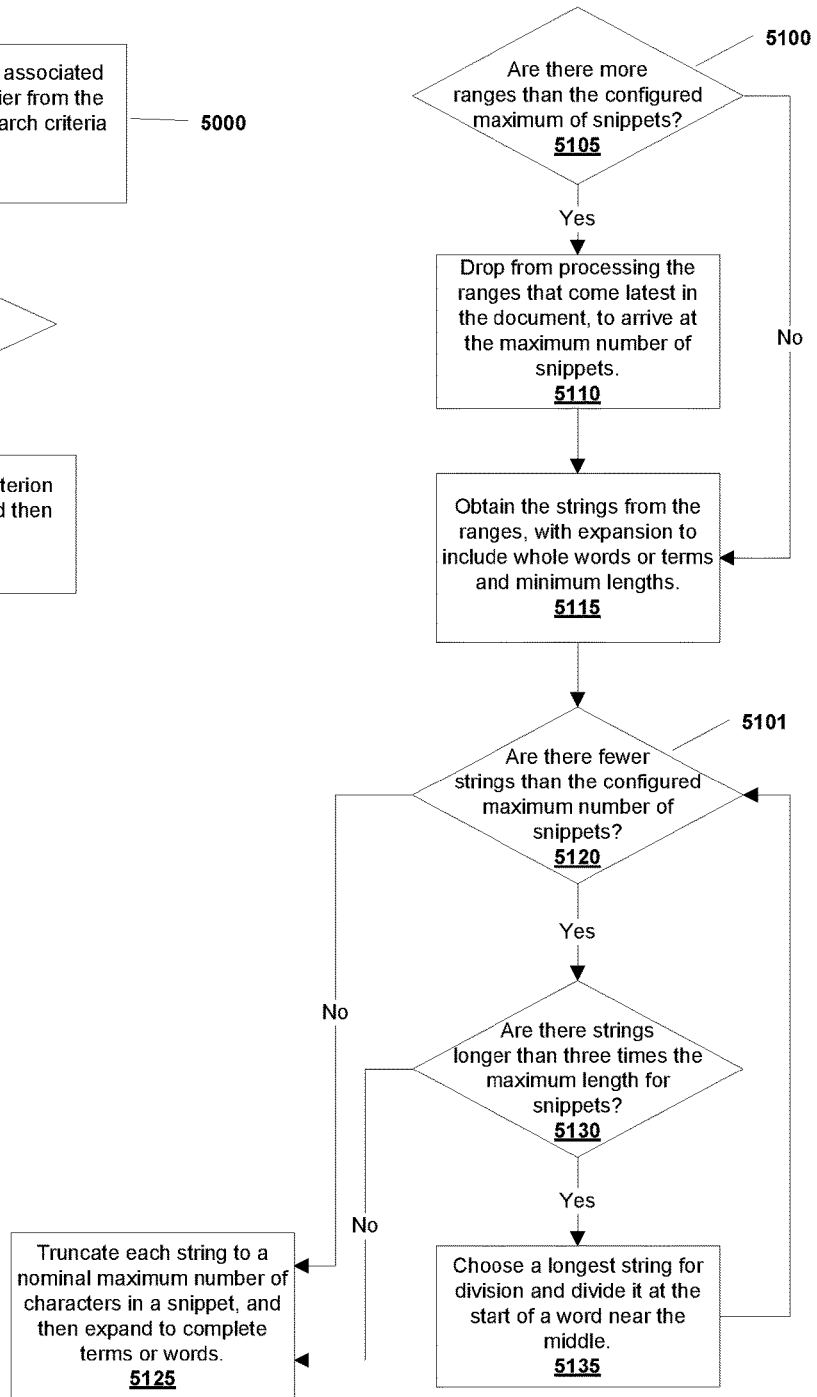 associated
ier from the
arch criteria
5000
terion
d then
5100
Are there more
ranges than the configured
maximum of snippets?
5105
Yes
No
Drop from processing the
ranges that come latest in
the document, to arrive at
the maximum number of
snippets.
5110
Obtain the strings from the
ranges, with expansion to
include whole words or terms
and minimum lengths.
5115
5101
Are there fewer
strings than the configured
maximum number of
snippets?
5120
Yes
No
Are there strings
longer than three times the
maximum length for
snippets?
5130
Yes
No
Truncate each string to a
nominal maximum number of
characters in a snippet, and
then expand to complete
terms or words.
5125
Choose a longest string for
division and divide it at the
start of a word near the
middle.
5135